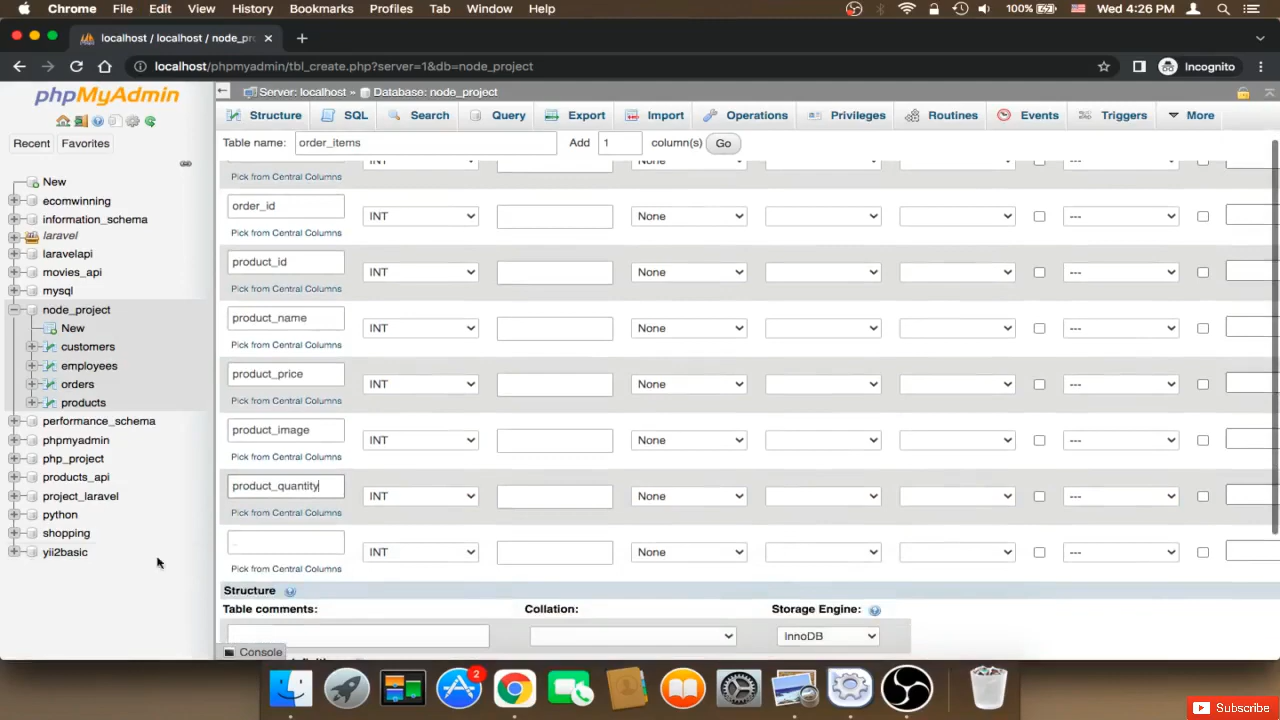 Chrome File Edit View History Bookmarks Profiles Tab Window Help 100% Wed 4:26 PM
localhost / localhost / node_pro
localhost/phpmyadmin/tbl_create.php?server=1&db=node_project Incognito
phpMyAdmin
Server: localhost » Database: node_project
Structure SQL Search Query Export Import Operations Privileges Routines Events Triggers More
Recent Favorites
Table name: order_items Add 1 column(s) Go
INT None
Pick from Central Columns
order_id INT None ---
Pick from Central Columns
product_id INT None ---
Pick from Central Columns
product_name INT None ---
Pick from Central Columns
product_price INT None ---
Pick from Central Columns
product_image INT None ---
Pick from Central Columns
product_quantity INT None ---
Pick from Central Columns
INT None ---
Pick from Central Columns
New
ecomwinning
information_schema
laravel
laravelapi
movies_api
mysql
node_project
New
customers
employees
orders
products
performance_schema
phpmyadmin
php_project
products_api
project_laravel
python
shopping
yii2basic
Structure
Table comments: Collation: Storage Engine:
InnoDB
Console
2
Subscribe